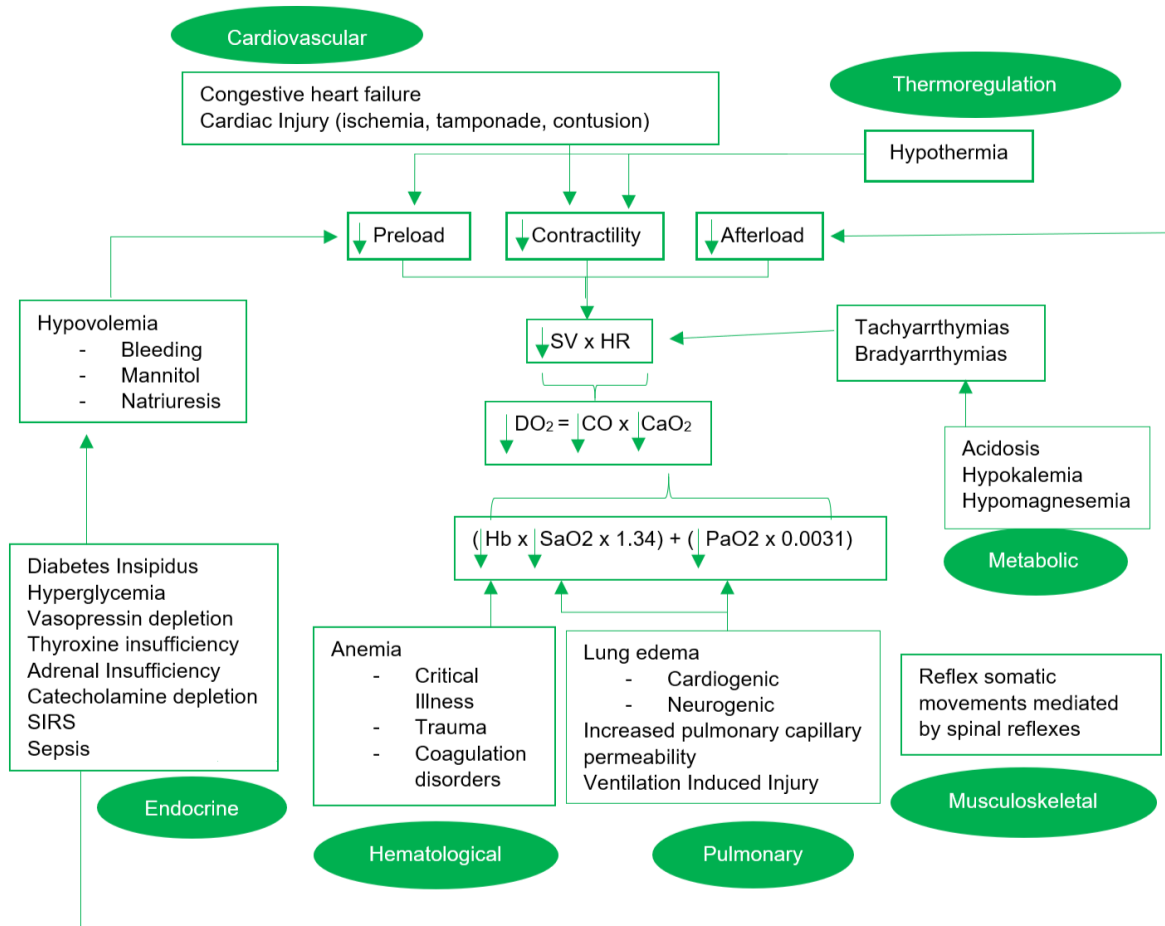 Cardiovascular
Congestive heart failure
Cardiac Injury (ischemia, tamponade, contusion)
Thermoregulation
Hypothermia
Preload
Contractility
Afterload
Hypovolemia
- Bleeding
- Mannitol
- Natriuresis
SV x HR
Tachyarrthymias
Bradyarrthymias
DO₂ = CO x CaO₂
Acidosis
Hypokalemia
Hypomagnesemia
Metabolic
( Hb x SaO2 x 1.34) + ( PaO2 x 0.0031)
Diabetes Insipidus
Hyperglycemia
Vasopressin depletion
Thyroxine insufficiency
Adrenal Insufficiency
Catecholamine depletion
SIRS
Sepsis
Endocrine
Anemia
- Critical
Illness
- Trauma
- Coagulation
disorders
Hematological
Lung edema
- Cardiogenic
- Neurogenic
Increased pulmonary capillary
permeability
Ventilation Induced Injury
Pulmonary
Reflex somatic
movements mediated
by spinal reflexes
Musculoskeletal